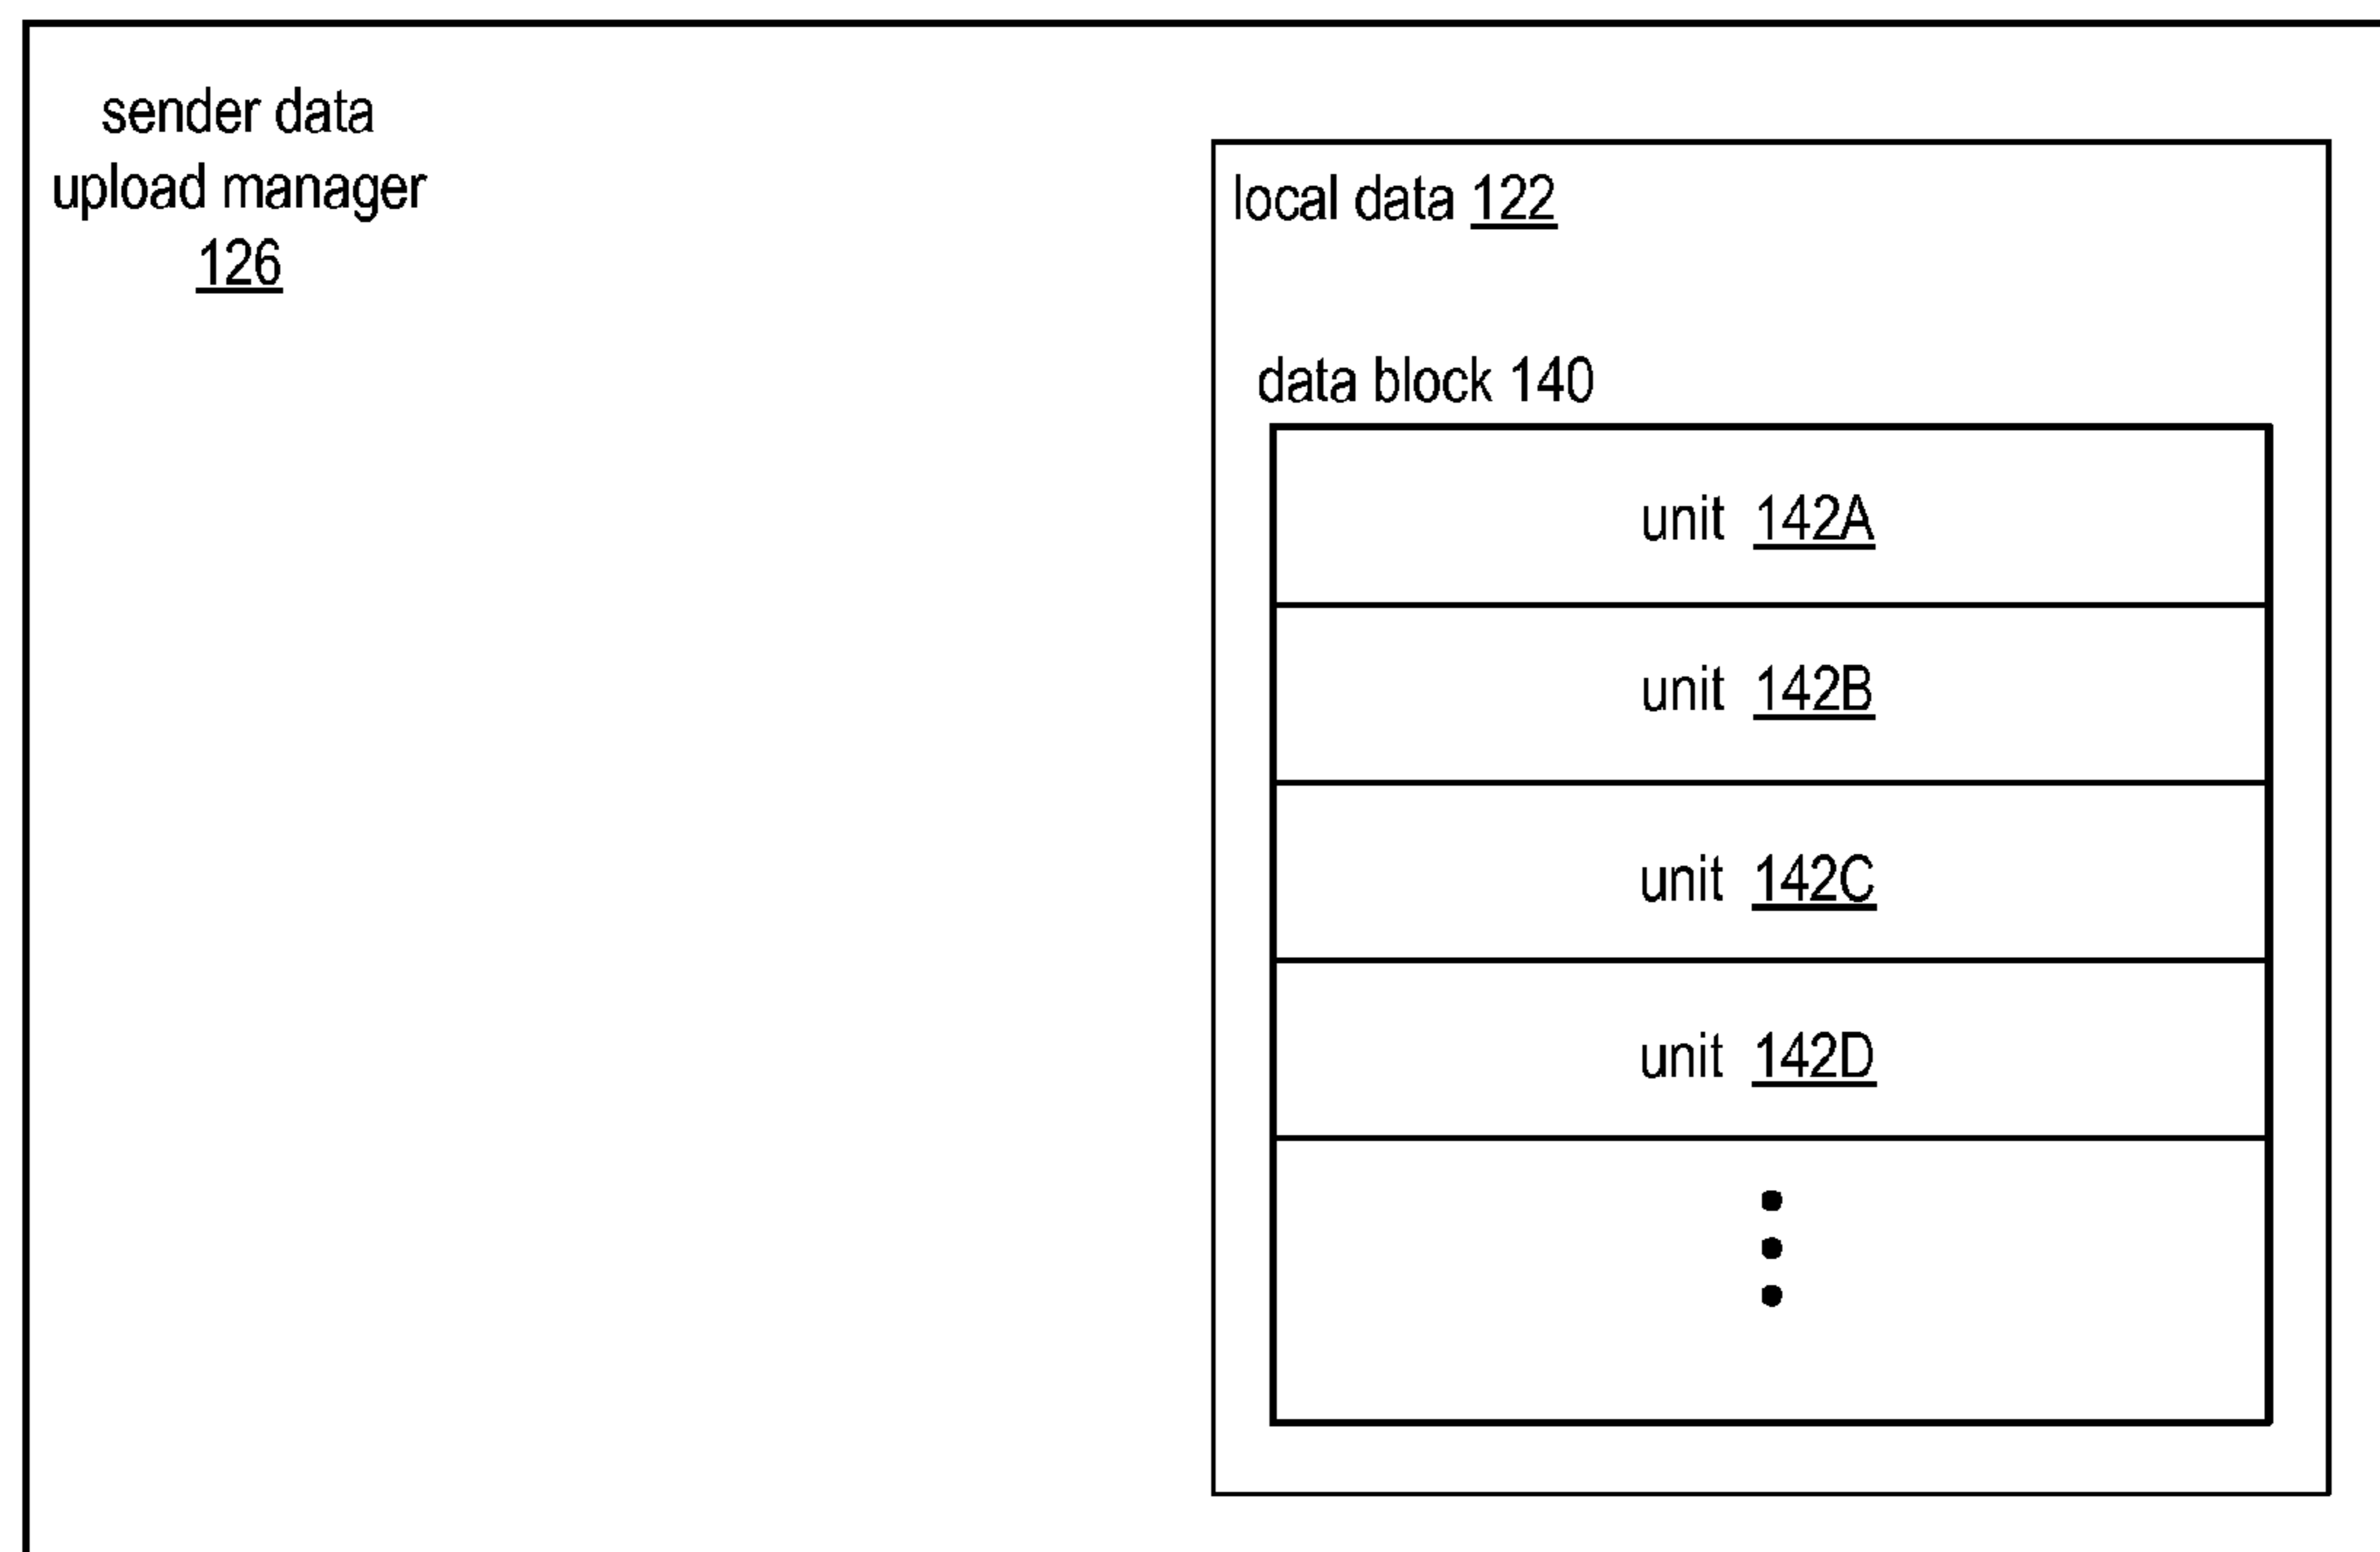 sender data
upload manager
126
local data 122
data block 140
unit 142A
unit 142B
unit 142C
unit 142D